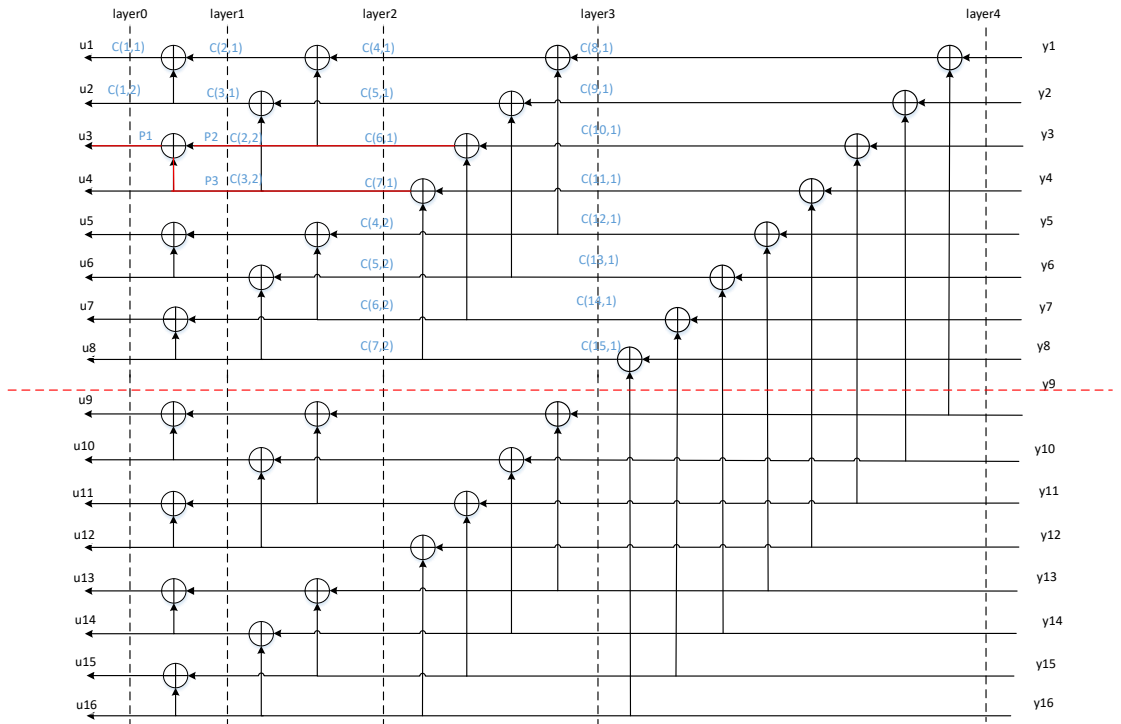 layer0 layer1 layer2 layer3 layer4
u1 C(1,1) C(2,1) C(4,1) C(8,1) y1
u2 C(1,2) C(3,1) C(5,1) C(9,1) y2
u3 P1 P2 C(2,2) C(6,1) C(10,1) y3
u4 P3 C(3,2) C(7,1) C(11,1) y4
u5 C(4,2) C(12,1) y5
u6 C(5,2) C(13,1) y6
u7 C(6,2) C(14,1) y7
u8 C(7,2) C(15,1) y8
y9
u9
u10 y10
u11 y11
u12 y12
u13 y13
u14 y14
u15 y15
u16 y16